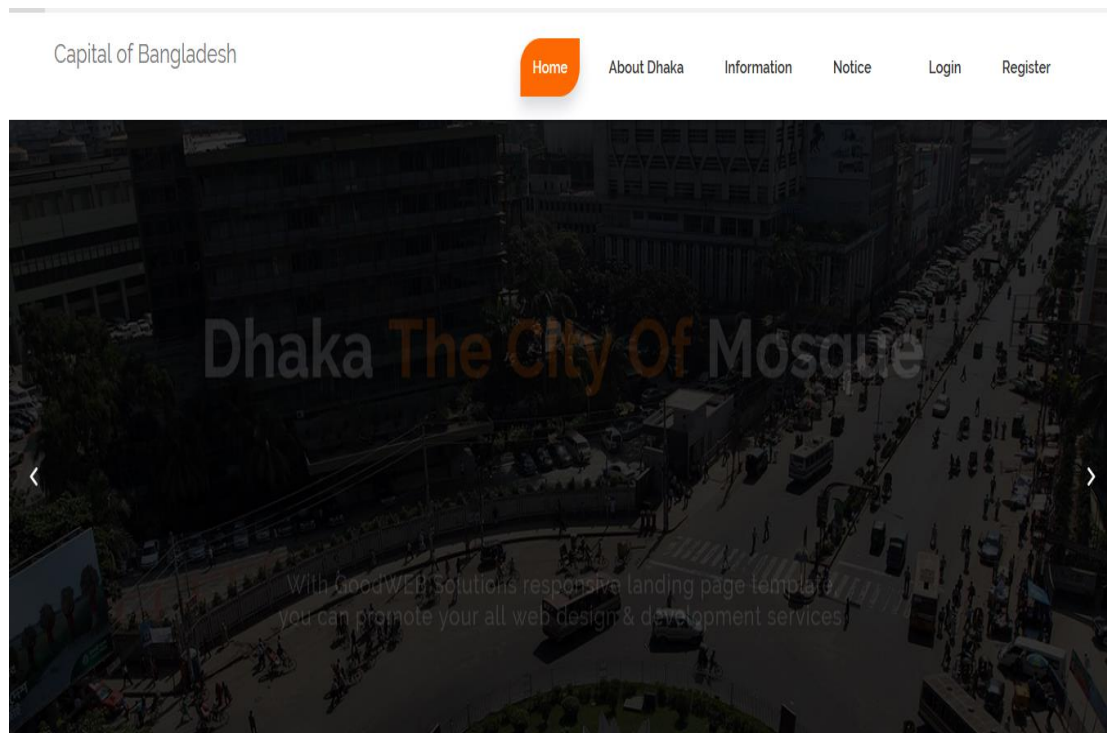 Capital of Bangladesh
Home About Dhaka Information Notice Login Register
Dhaka The City Of Mosque
With GoodWEB Solutions responsive landing page template
you can promote your all web design & development services